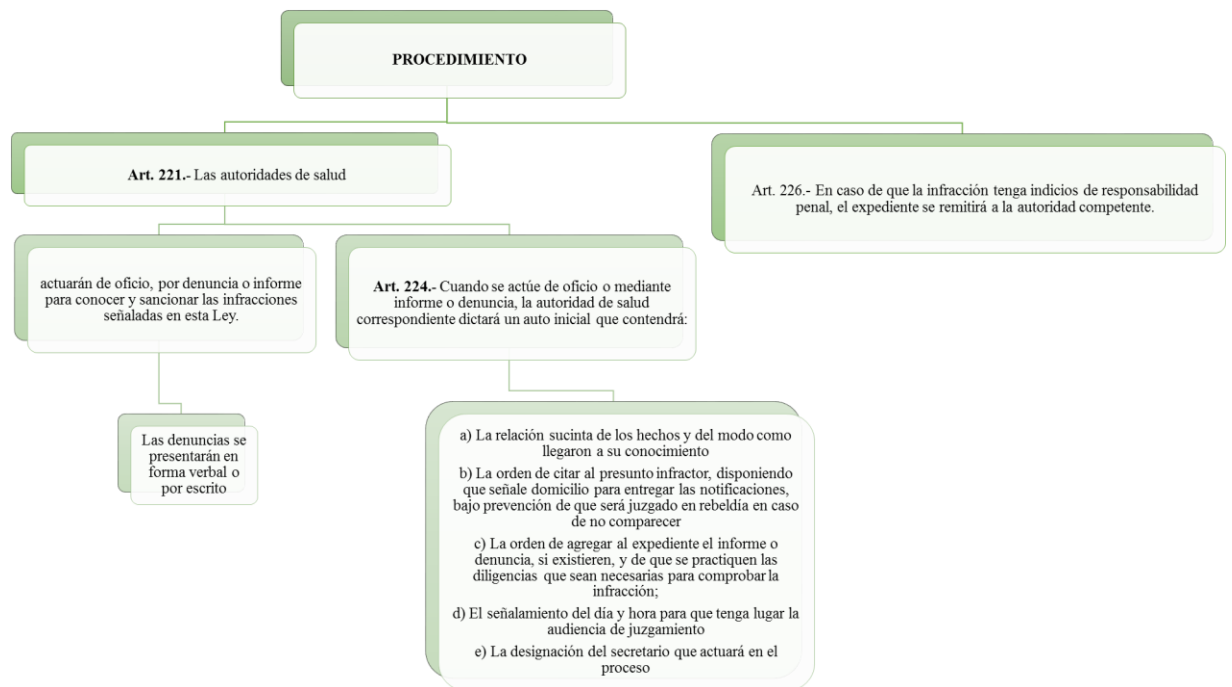 PROCEDIMIENTO
Art. 221.- Las autoridades de salud
Art. 226.- En caso de que la infracción tenga indicios de responsabilidad
penal, el expediente se remitirá a la autoridad competente.
actuarán de oficio, por denuncia o informe
para conocer y sancionar las infracciones
señaladas en esta Ley.
Art. 224.- Cuando se actúe de oficio o mediante
informe o denuncia, la autoridad de salud
correspondiente dictará un auto inicial que contendrá:
Las denuncias se
presentarán en
forma verbal o
por escrito
a) La relación sucinta de los hechos y del modo como
llegaron a su conocimiento
b) La orden de citar al presunto infractor, disponiendo
que señale domicilio para entregar las notificaciones,
bajo prevención de que será juzgado en rebeldía en caso
de no comparecer
c) La orden de agregar al expediente el informe o
denuncia, si existieren, y de que se practiquen las
diligencias que sean necesarias para comprobar la
infracción;
d) El señalamiento del día y hora para que tenga lugar la
audiencia de juzgamiento
e) La designación del secretario que actuará en el
proceso